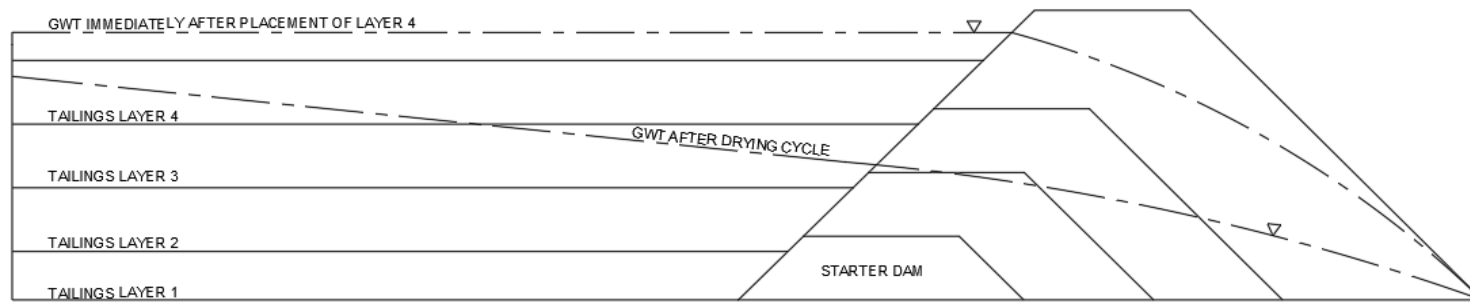 GWT IMMEDIATELY AFTER PLACEMENT OF LAYER 4
TAILINGS LAYER 4
GWT AFTER DRYING CYCLE
TAILINGS LAYER 3
TAILINGS LAYER 2
STARTER DAM
TAILINGS LAYER 1